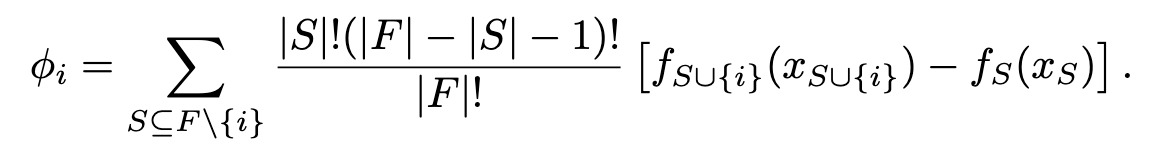 $\phi_i = \sum_{S \subseteq F \setminus \{i\}} \frac{|S|!(|F| - |S| - 1)!}{|F|!} \left[ f_{S \cup \{i\}}(x_{S \cup \{i\}}) - f_S(x_S) \right].$